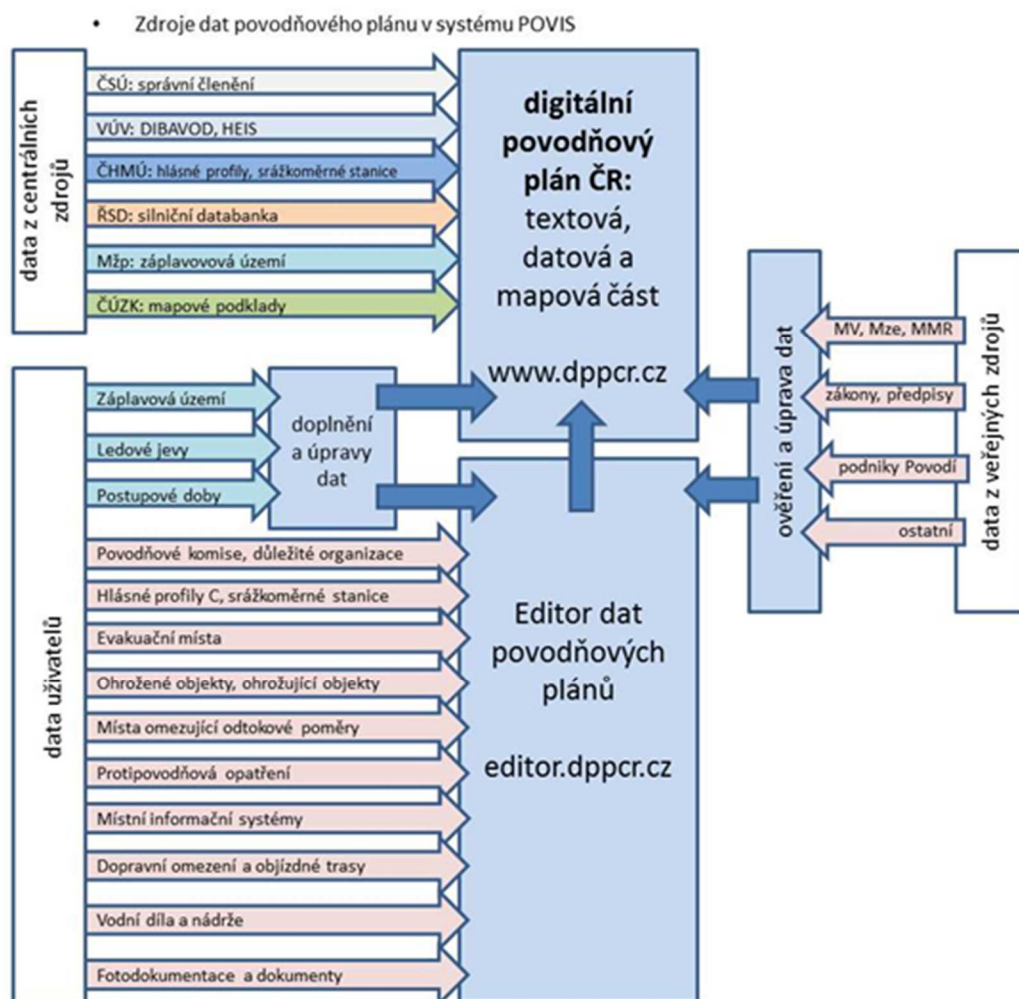 • Zdroje dat povodňového plánu v systému POVIS
data z centrálních
zdrojů
ČSÚ: správní členění
VÚV: DIBAVOD, HEIS
ČHMÚ: hlásné profily, srážkoměrné stanice
ŘSD: silniční databanka
Mžp: záplavovová území
ČÚZK: mapové podklady
digitální
povodňový
plán ČR:
textová,
datová a
mapová část
www.dppcr.cz
data uživatelů
Záplavová území
Ledové jevy
Postupové doby
doplnění
a úpravy
dat
Povodňové komise, důležité organizace
Hlásné profily C, srážkoměrné stanice
Evakuační místa
Ohrožené objekty, ohrožující objekty
Místa omezující odtokové poměry
Protipovodňová opatření
Místní informační systémy
Dopravní omezení a objízdné trasy
Vodní díla a nádrže
Fotodokumentace a dokumenty
Editor dat
povodňových
plánů
editor.dppcr.cz
ověření a úprava dat
MV, Mze, MMR
zákony, předpisy
podniky Povodí
ostatní
data z veřejných zdrojů